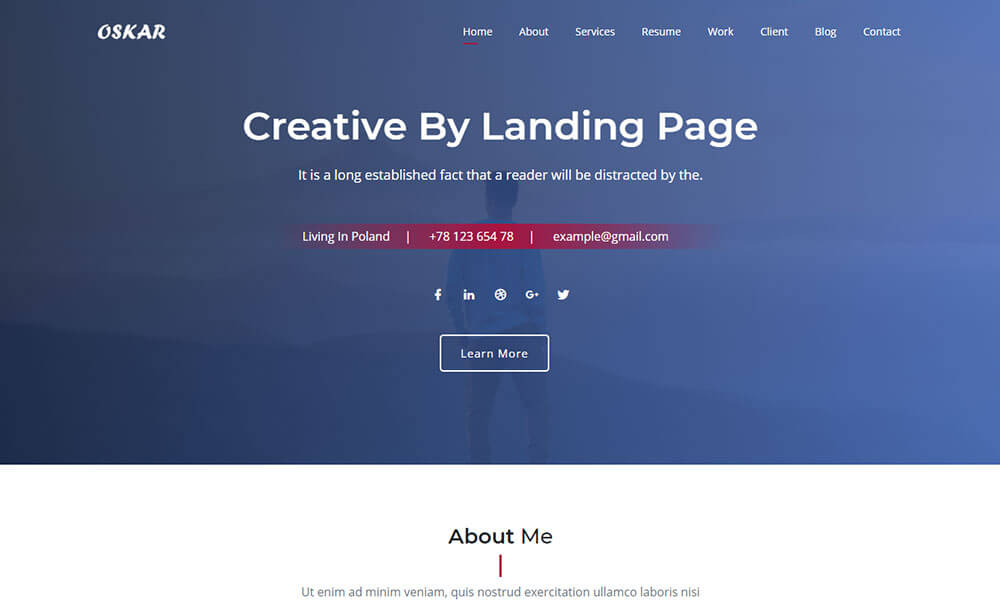 OSKAR Home About Services Resume Work Client Blog Contact
Creative By Landing Page
It is a long established fact that a reader will be distracted by the.
Living In Poland | +78 123 654 78 | example@gmail.com
Learn More
About Me
Ut enim ad minim veniam, quis nostrud exercitation ullamco laboris nisi